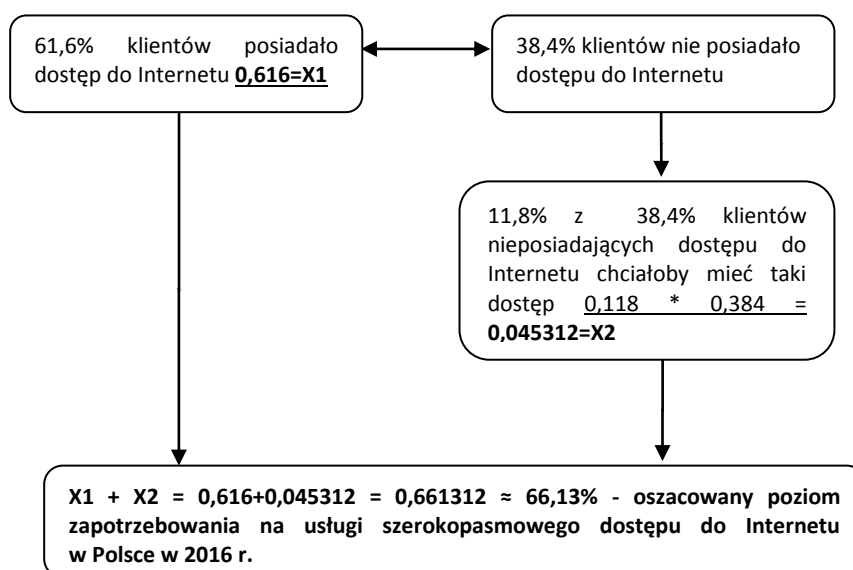 61,6% klientów posiadało
dostęp do Internetu 0,616=X1
38,4% klientów nie posiadało
dostępu do Internetu
11,8% z 38,4% klientów
nieposiadających dostępu do
Internetu chciałoby mieć taki
dostęp 0,118 * 0,384 =
0,045312=X2
X1 + X2 = 0,616+0,045312 = 0,661312 ≈ 66,13% - oszacowany poziom
zapotrzebowania na usługi szerokopasmowego dostępu do Internetu
w Polsce w 2016 r.